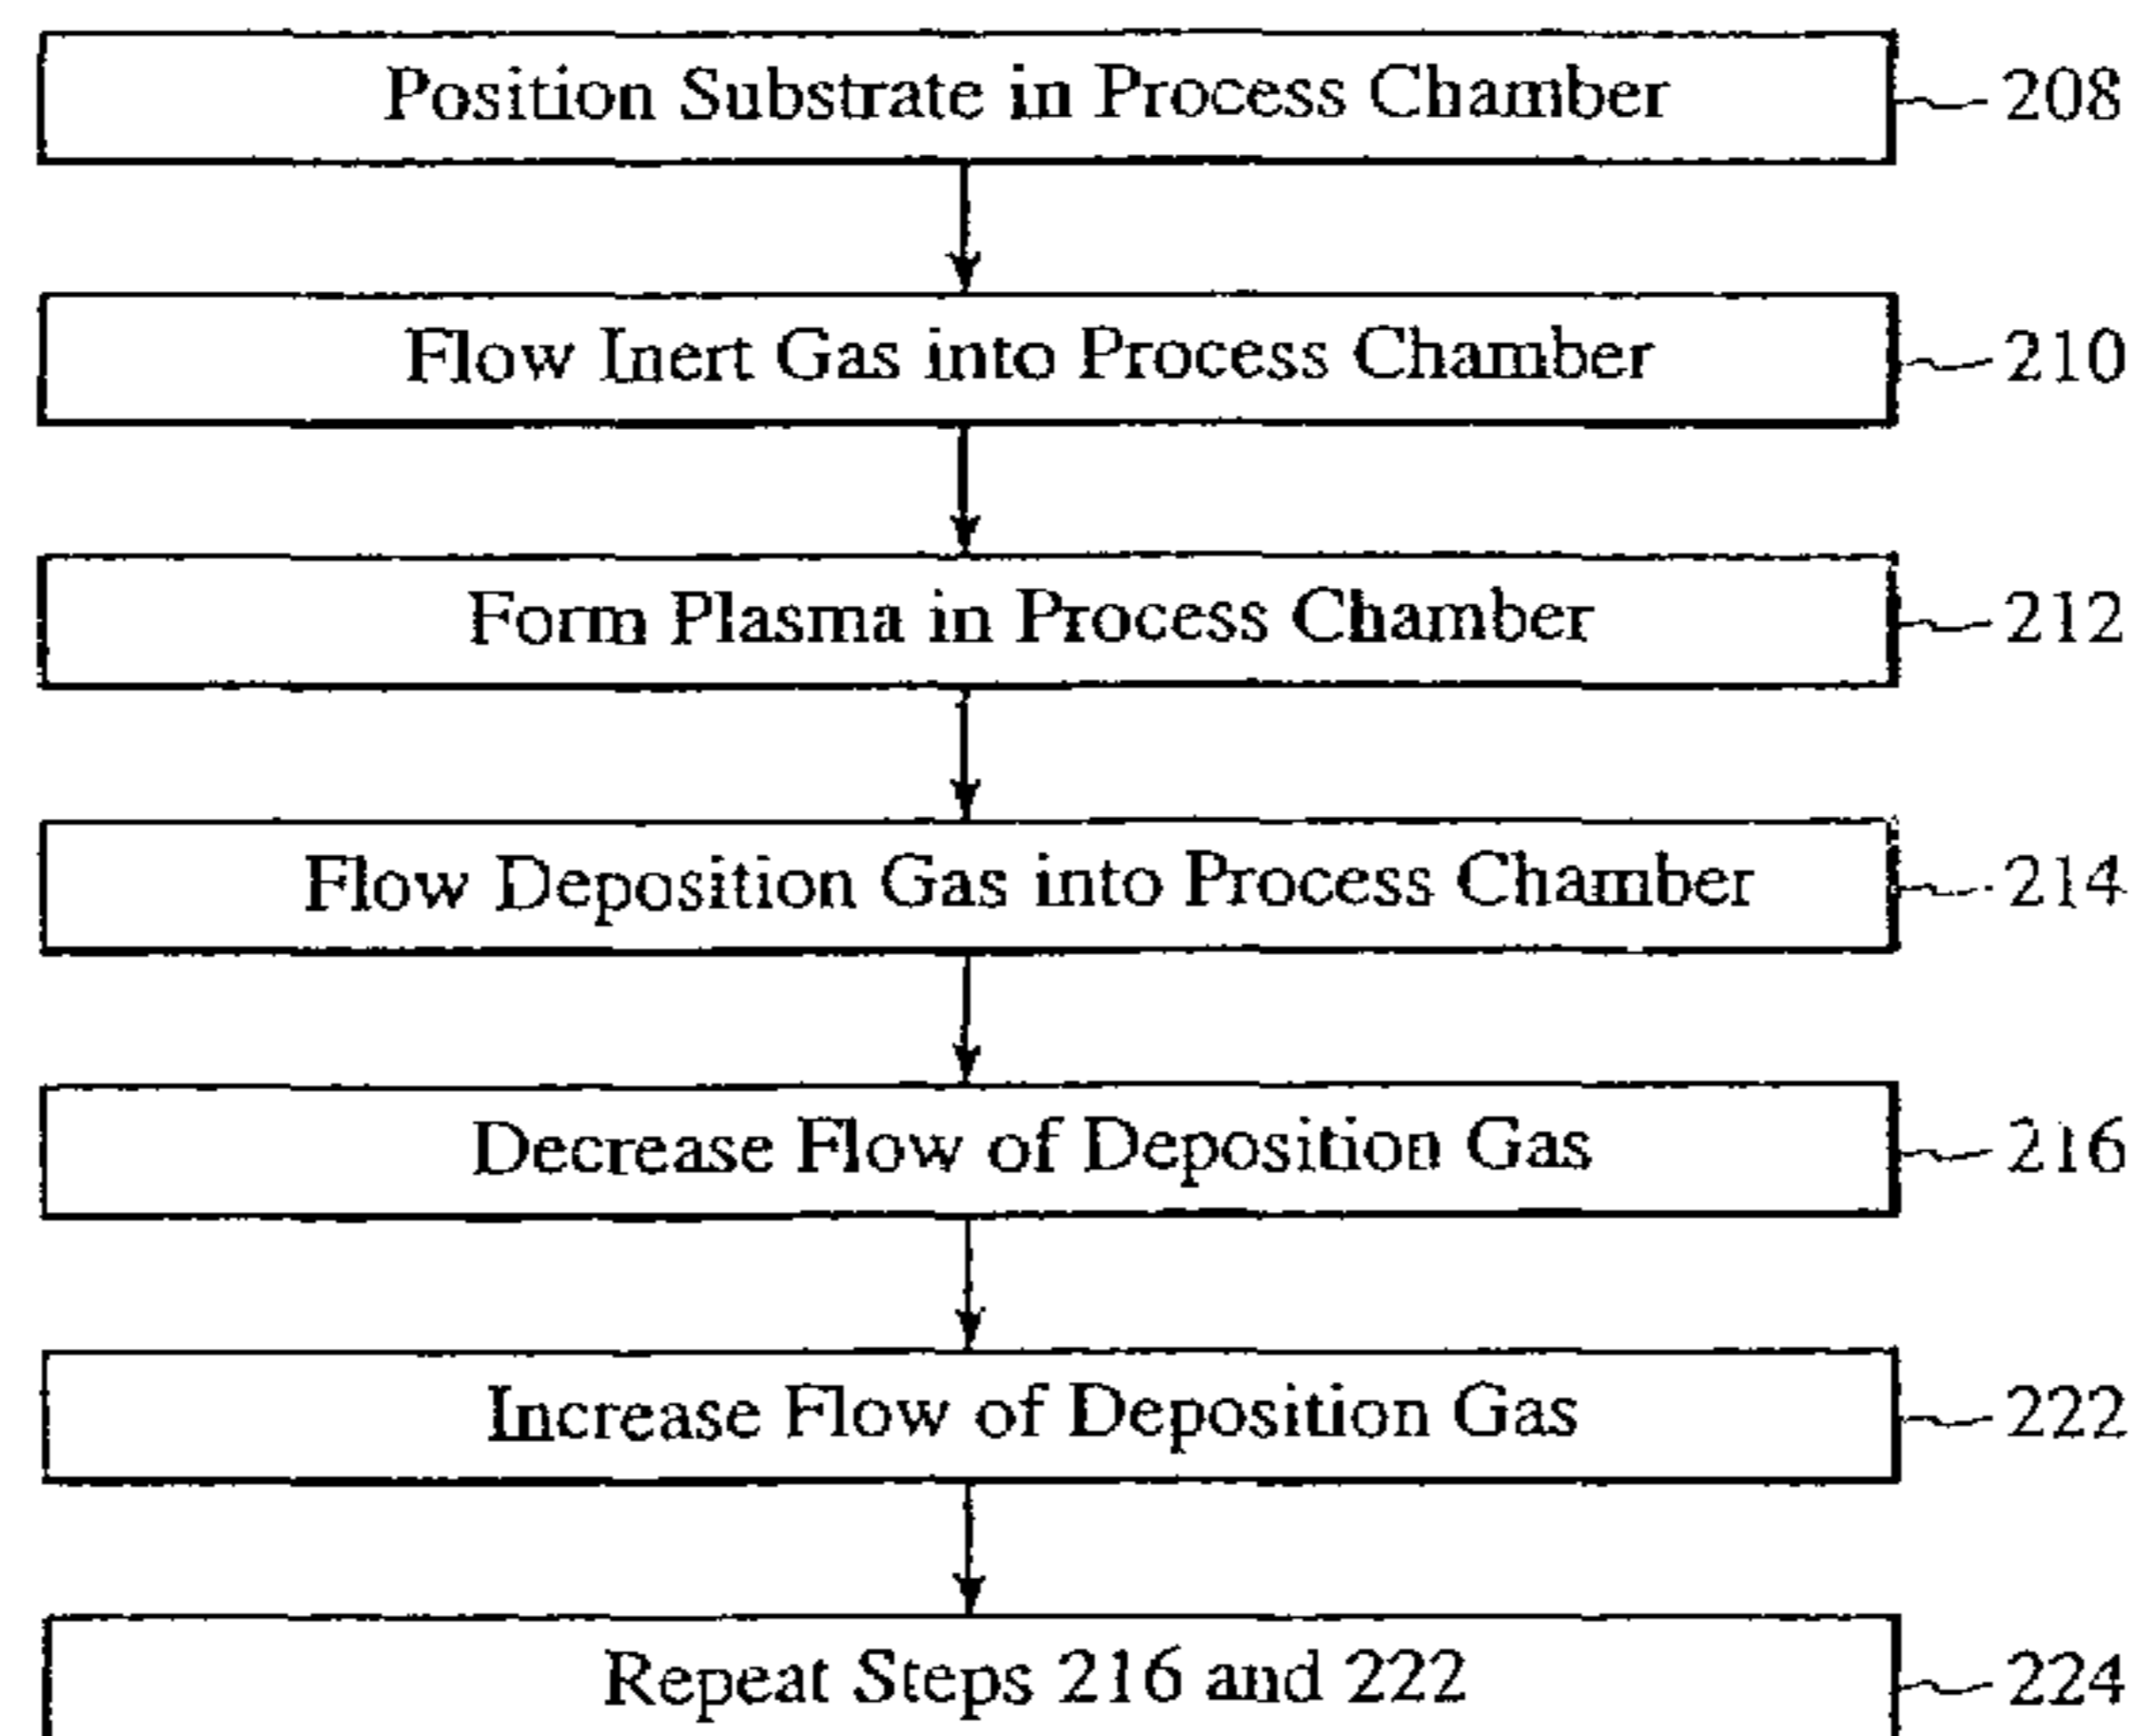 Position Substrate in Process Chamber 208
Flow Inert Gas into Process Chamber 210
Form Plasma in Process Chamber 212
Flow Deposition Gas into Process Chamber 214
Decrease Flow of Deposition Gas 216
Increase Flow of Deposition Gas 222
Repeat Steps 216 and 222 224